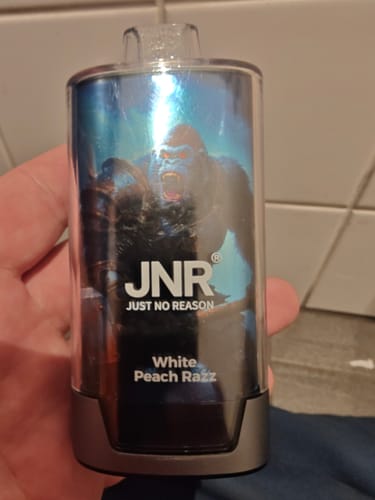 JNR®
JUST NO REASON
White
Peach Razz